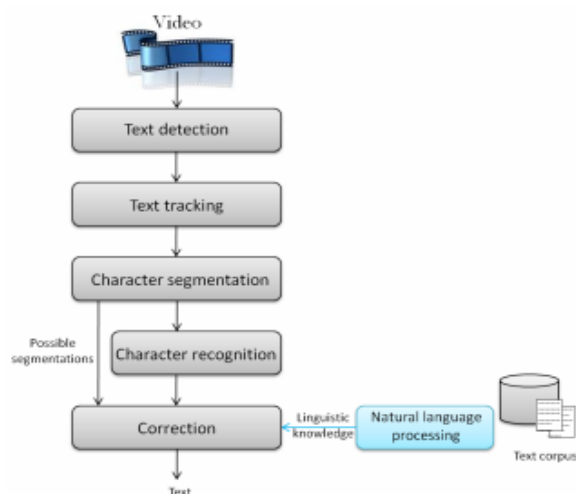 Video
Text detection
Text tracking
Character segmentation
Possible
segmentations
Character recognition
Correction
Linguistic
knowledge
Natural language
processing
Text corpus
Text